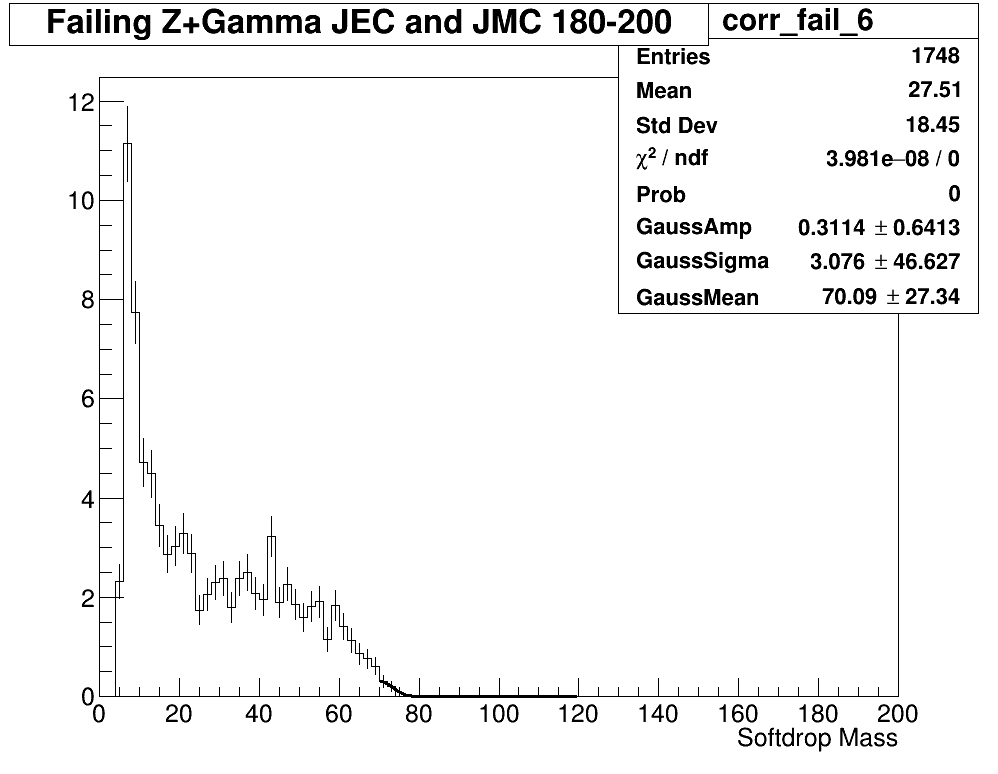 Failing Z+Gamma JEC and JMC 180-200
corr_fail_6
Entries 1748
Mean 27.51
Std Dev 18.45
χ² / ndf 3.981e−08 / 0
Prob 0
GaussAmp 0.3114 ± 0.6413
GaussSigma 3.076 ± 46.627
GaussMean 70.09 ± 27.34
12
10
8
6
4
2
0
0 20 40 60 80 100 120 140 160 180 200
Softdrop Mass